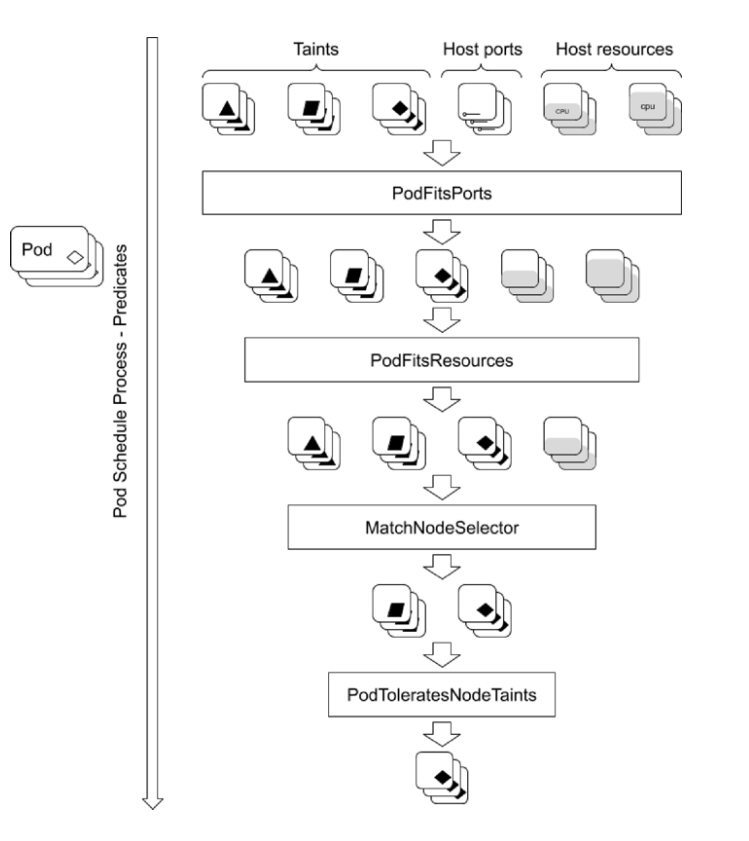 Taints
Host ports
Host resources
CPU
cpu
PodFitsPorts
Pod
Pod Schedule Process - Predicates
PodFitsResources
MatchNodeSelector
PodToleratesNodeTaints